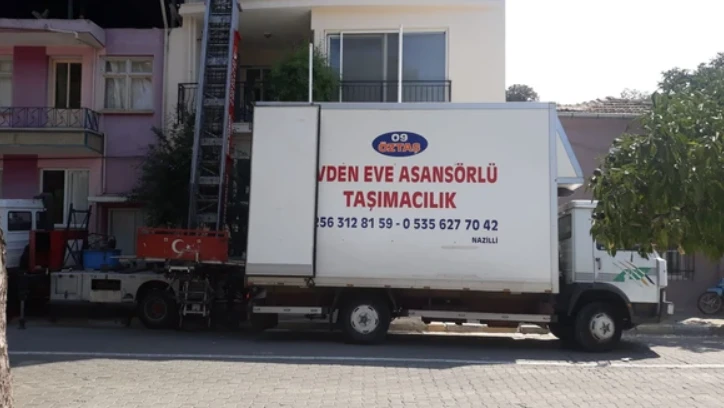 09
ÖZTAŞ
VDEN EVE ASANSÖRLÜ
TAŞIMACILIK
256 312 81 59 - 0 535 627 70 42
NAZİLLİ